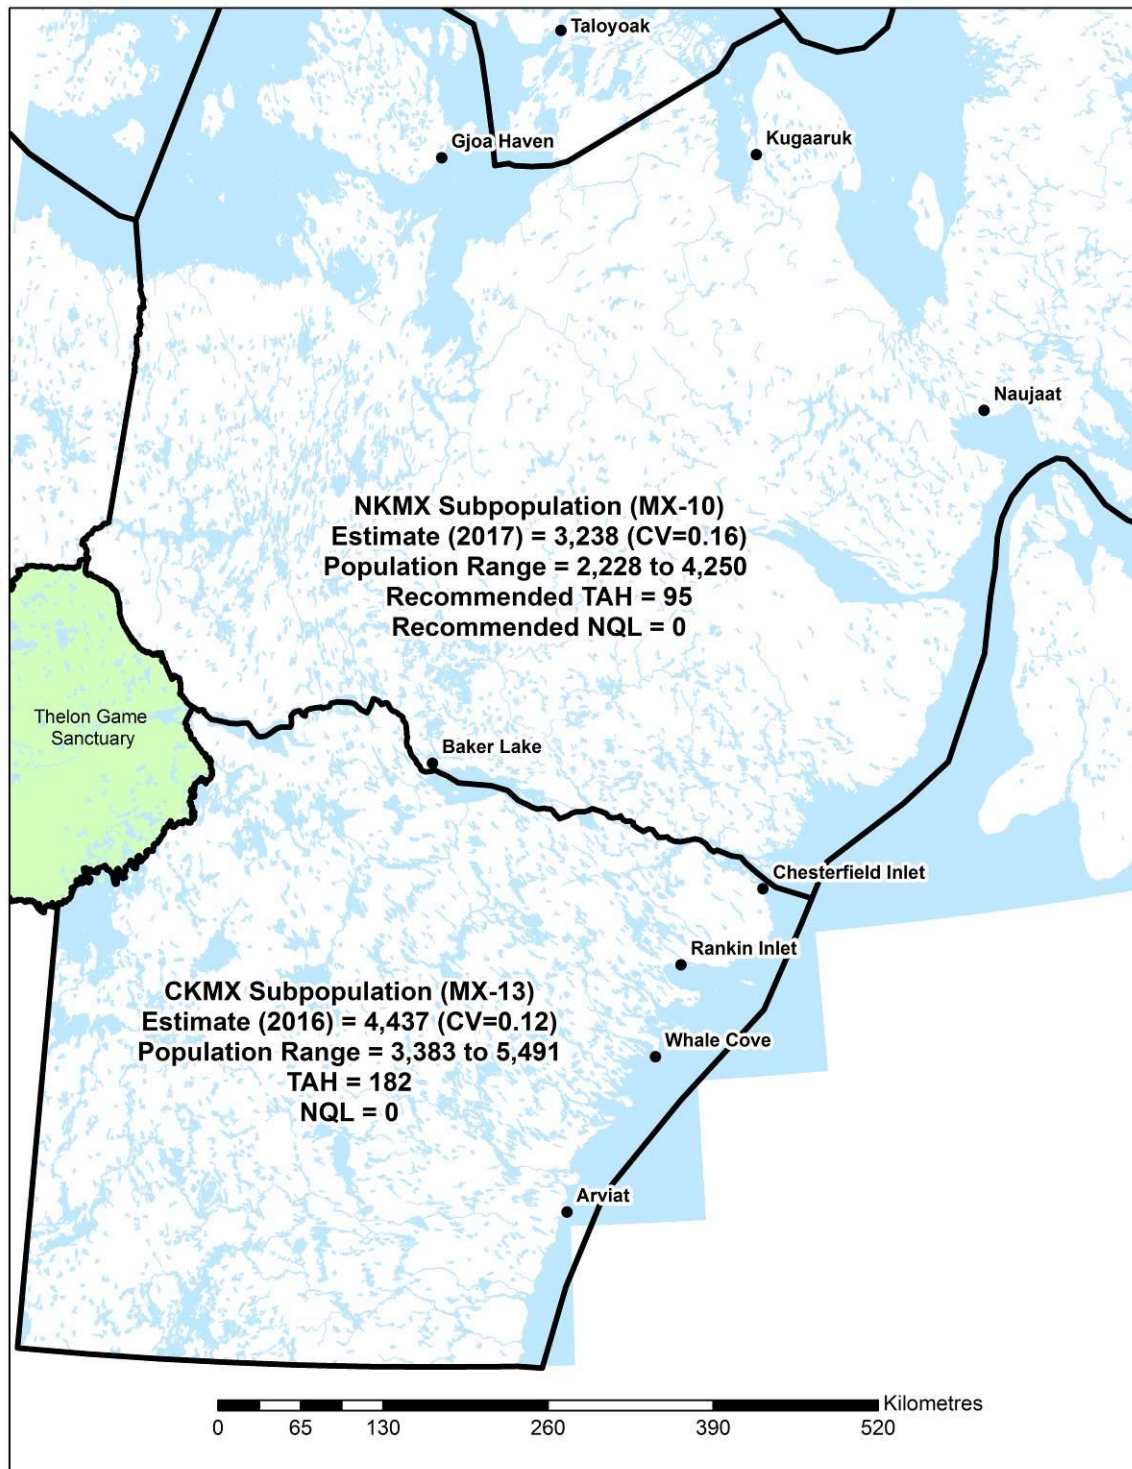 Taloyoak
Gjoa Haven
Kugaaruk
Naujaat
NKMX Subpopulation (MX-10)
Estimate (2017) = 3,238 (CV=0.16)
Population Range = 2,228 to 4,250
Recommended TAH = 95
Recommended NQL = 0
Thelon Game
Sanctuary
Baker Lake
Chesterfield Inlet
Rankin Inlet
CKMX Subpopulation (MX-13)
Estimate (2016) = 4,437 (CV=0.12)
Population Range = 3,383 to 5,491
TAH = 182
NQL = 0
Whale Cove
Arviat
Kilometres
0 65 130 260 390 520